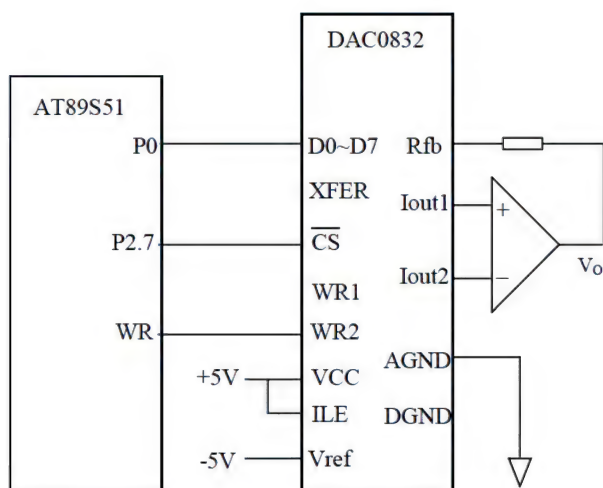 DAC0832
AT89S51
P0
D0~D7
Rfb
XFER
Iout1
+
P2.7
CS
Iout2
−
VO
WR1
WR
WR2
AGND
+5V
VCC
ILE
DGND
-5V
Vref